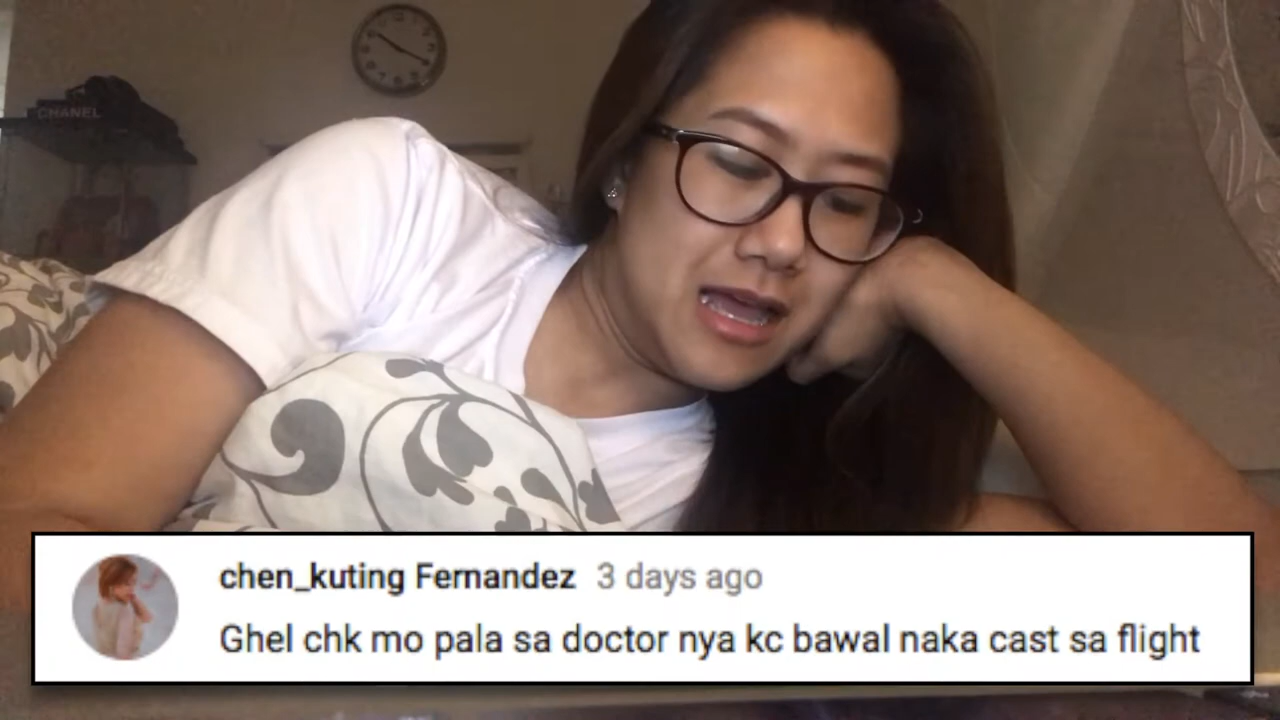 CHANEL
chen_kuting Fernandez 3 days ago
Ghel chk mo pala sa doctor nya kc bawal naka cast sa flight